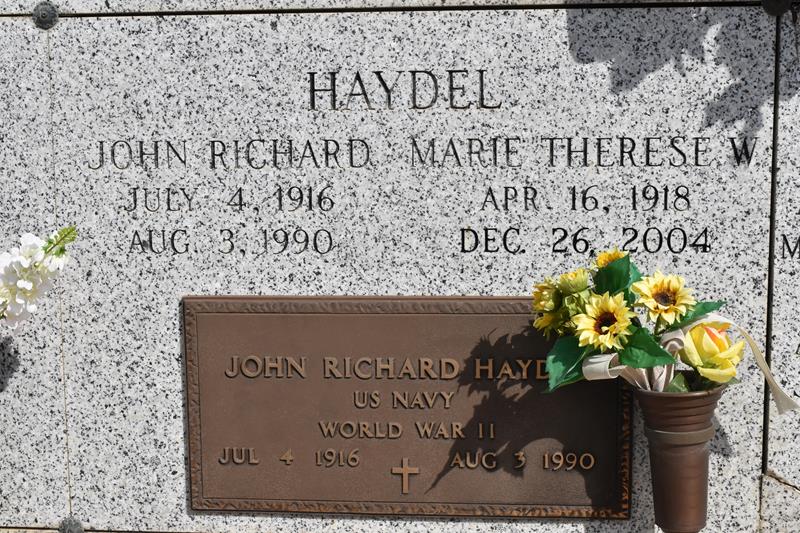 HAYDEL
JOHN RICHARD MARIE THERESE W
JULY 4, 1916 APR. 16, 1918
AUG. 3, 1990 DEC. 26, 2004
JOHN RICHARD HAYD
US NAVY
WORLD WAR II
JUL 4 1916 AUG 3 1990
M